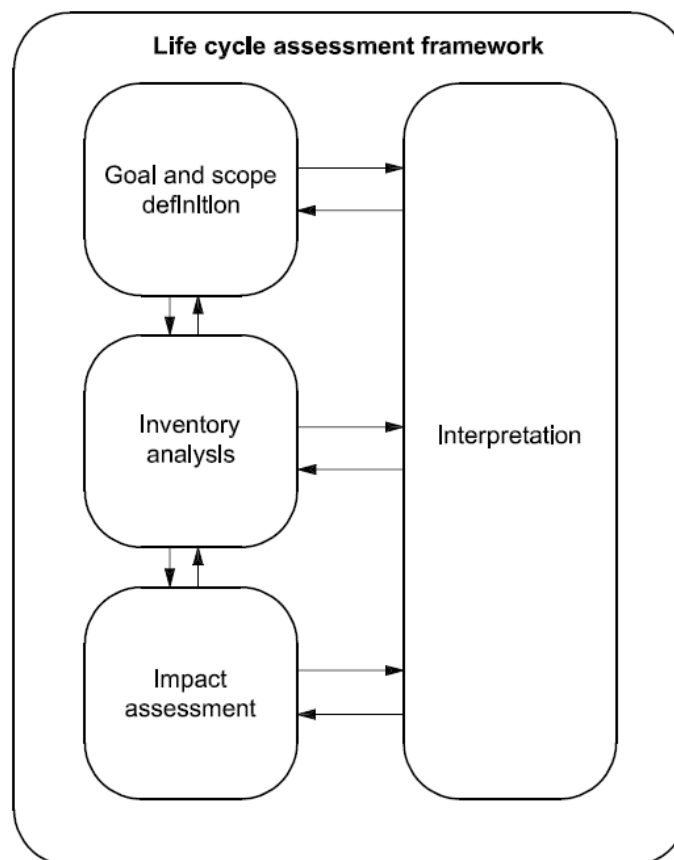 Life cycle assessment framework
Goal and scope
definition
Inventory
analysis
Interpretation
Impact
assessment